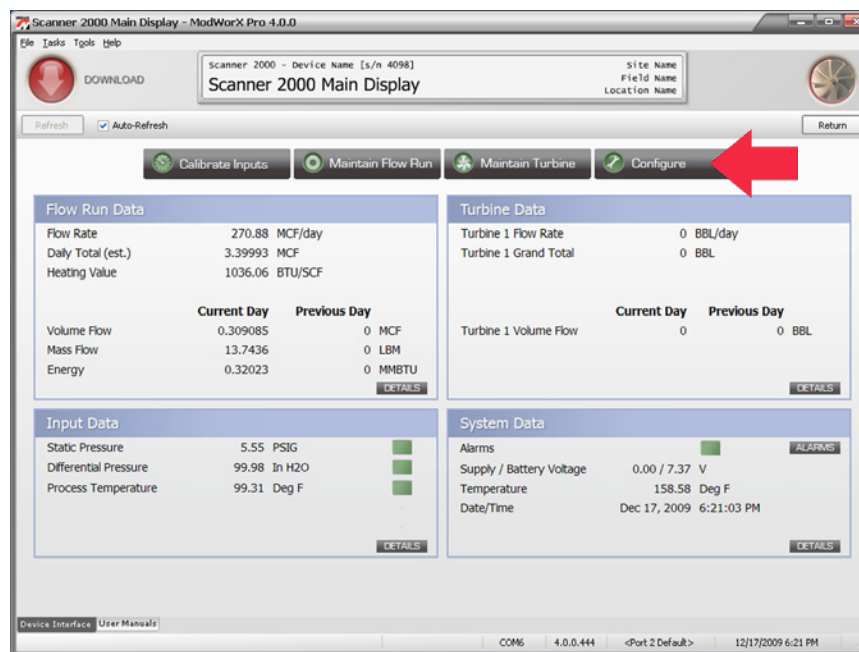 Scanner 2000 Main Display - ModWorX Pro 4.0.0
File Tasks Tools Help
DOWNLOAD
Scanner 2000 - Device Name [s/n 4098]
Scanner 2000 Main Display
Site Name
Field Name
Location Name
Refresh Auto-Refresh Return
Calibrate Inputs Maintain Flow Run Maintain Turbine Configure
Flow Run Data
Flow Rate 270.88 MCF/day
Daily Total (est.) 3.39993 MCF
Heating Value 1036.06 BTU/SCF
Current Day Previous Day
Volume Flow 0.309085 0 MCF
Mass Flow 13.7436 0 LBM
Energy 0.32023 0 MMBTU
DETAILS
Turbine Data
Turbine 1 Flow Rate 0 BBL/day
Turbine 1 Grand Total 0 BBL
Current Day Previous Day
Turbine 1 Volume Flow 0 0 BBL
DETAILS
Input Data
Static Pressure 5.55 PSIG
Differential Pressure 99.98 In H2O
Process Temperature 99.31 Deg F
DETAILS
System Data
Alarms ALARMS
Supply / Battery Voltage 0.00 / 7.37 V
Temperature 158.58 Deg F
Date/Time Dec 17, 2009 6:21:03 PM
DETAILS
Device Interface User Manuals
COM6 4.0.0.444 <Port 2 Default> 12/17/2009 6:21 PM